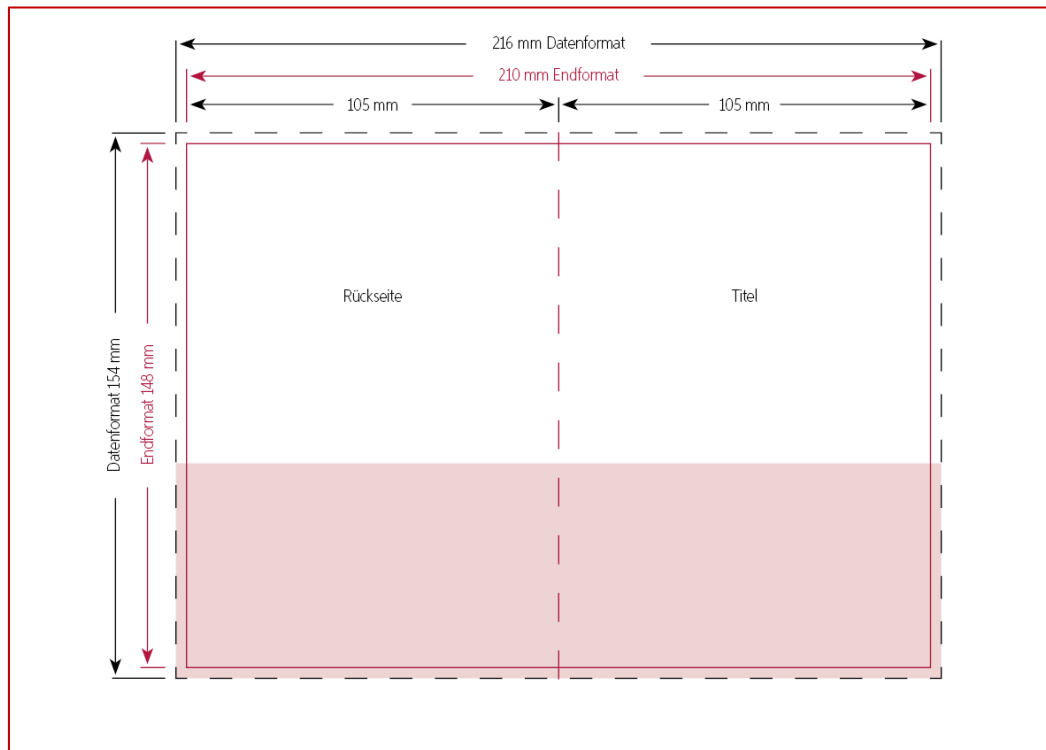 216 mm Datenformat
210 mm Endformat
105 mm
105 mm
Rückseite
Titel
Datenformat 154 mm
Endformat 148 mm